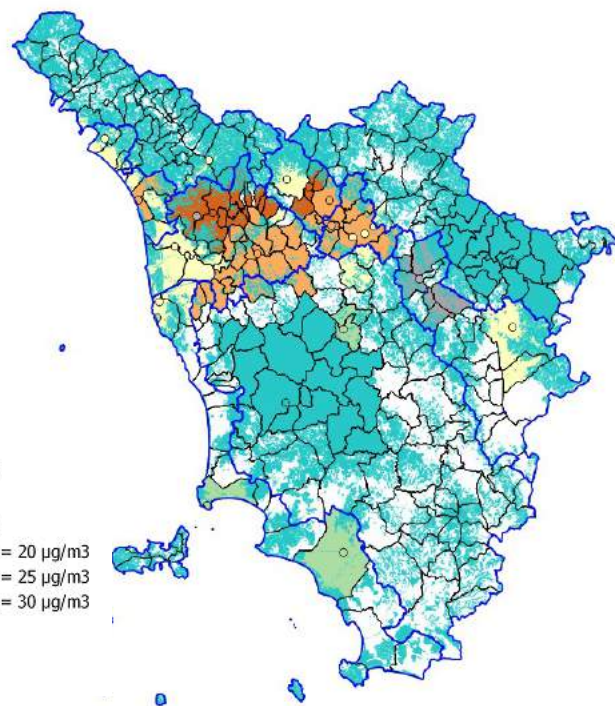 = 20 µg/m3
= 25 µg/m3
= 30 µg/m3